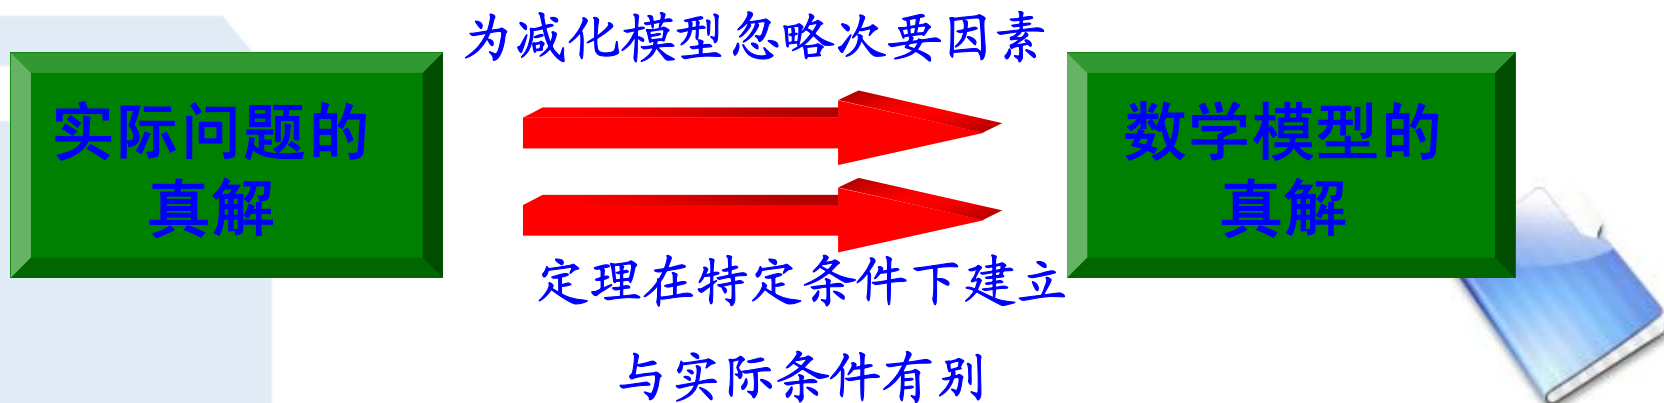 为减化模型忽略次要因素
实际问题的
真解
数学模型的
真解
定理在特定条件下建立
与实际条件有别